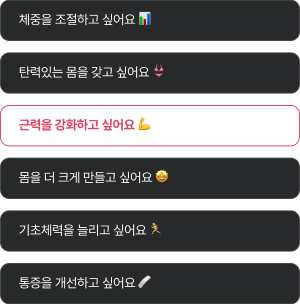 체중을 조절하고 싶어요 📊
탄력있는 몸을 갖고 싶어요 👙
근력을 강화하고 싶어요 💪
몸을 더 크게 만들고 싶어요 🤩
기초체력을 늘리고 싶어요 🏃
통증을 개선하고 싶어요 🦯